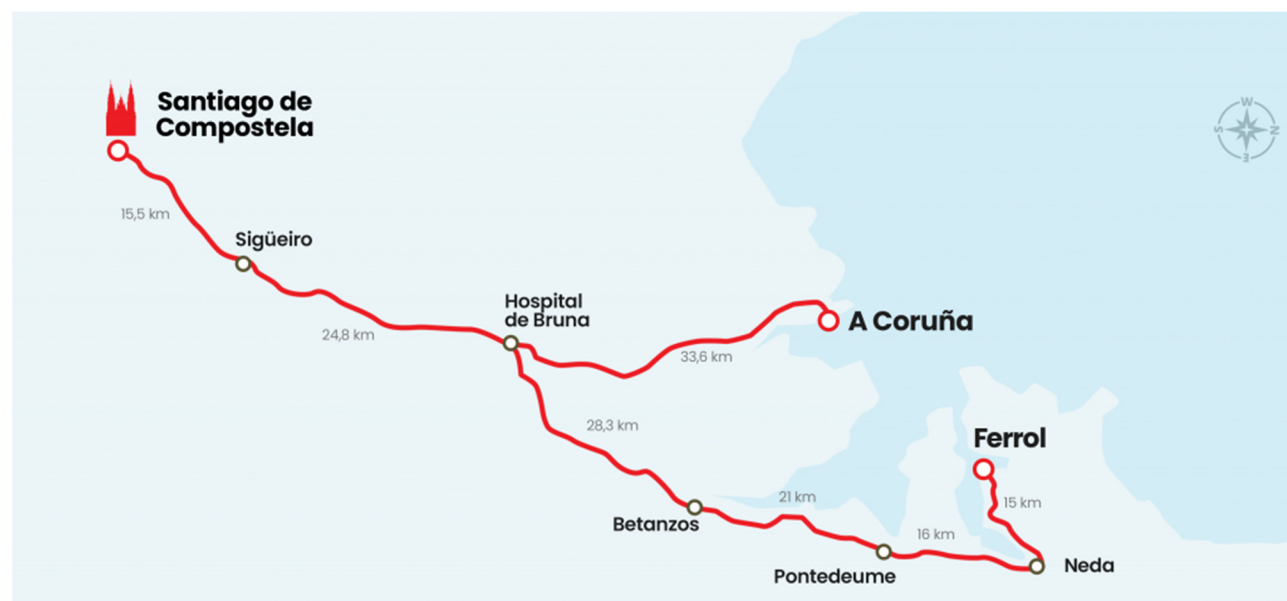 Santiago de
Compostela
W
S
N
E
15,5 km
Sigüeiro
Hospital
de Bruna
24,8 km
A Coruña
33,6 km
28,3 km
Ferrol
21 km
15 km
Betanzos
16 km
Neda
Pontedeume